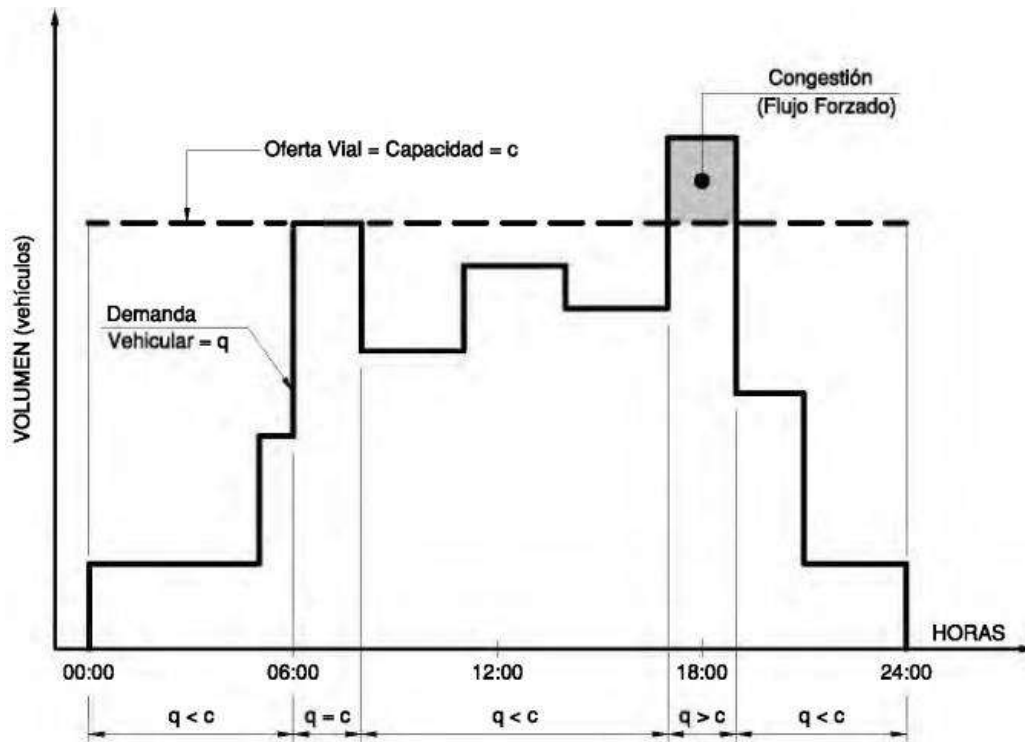 Congestión
(Flujo Forzado)
Oferta Vial = Capacidad = c
Demanda
Vehicular = q
VOLUMEN (vehículos)
HORAS
00:00 06:00 12:00 18:00 24:00
q < c q = c q < c q > c q < c